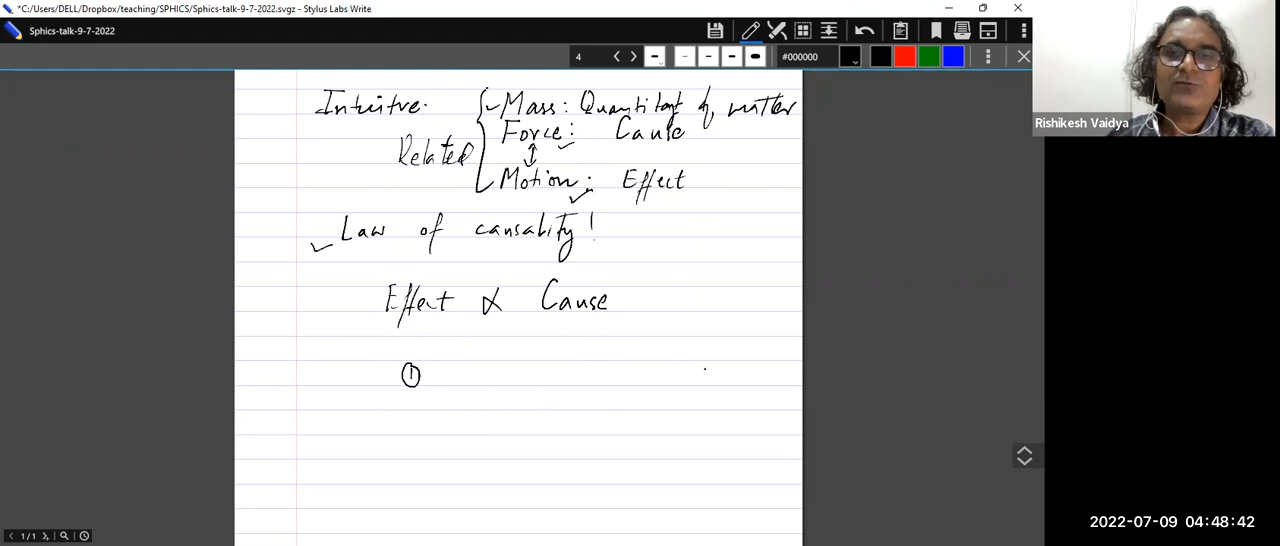 *C:/Users/DELL/Dropbox/teaching/SPHICS/Sphics-talk-9-7-2022.svgz - Stylus Labs Write
Sphics-talk-9-7-2022
4
#000000
Rishikesh Vaidya
Intuitve.
Mass: Quantity of matter
Related
Force: Cause
↕
Motion: Effect
Law of causality!
Effect ∝ Cause
①
1/1
2022-07-09 04:48:42